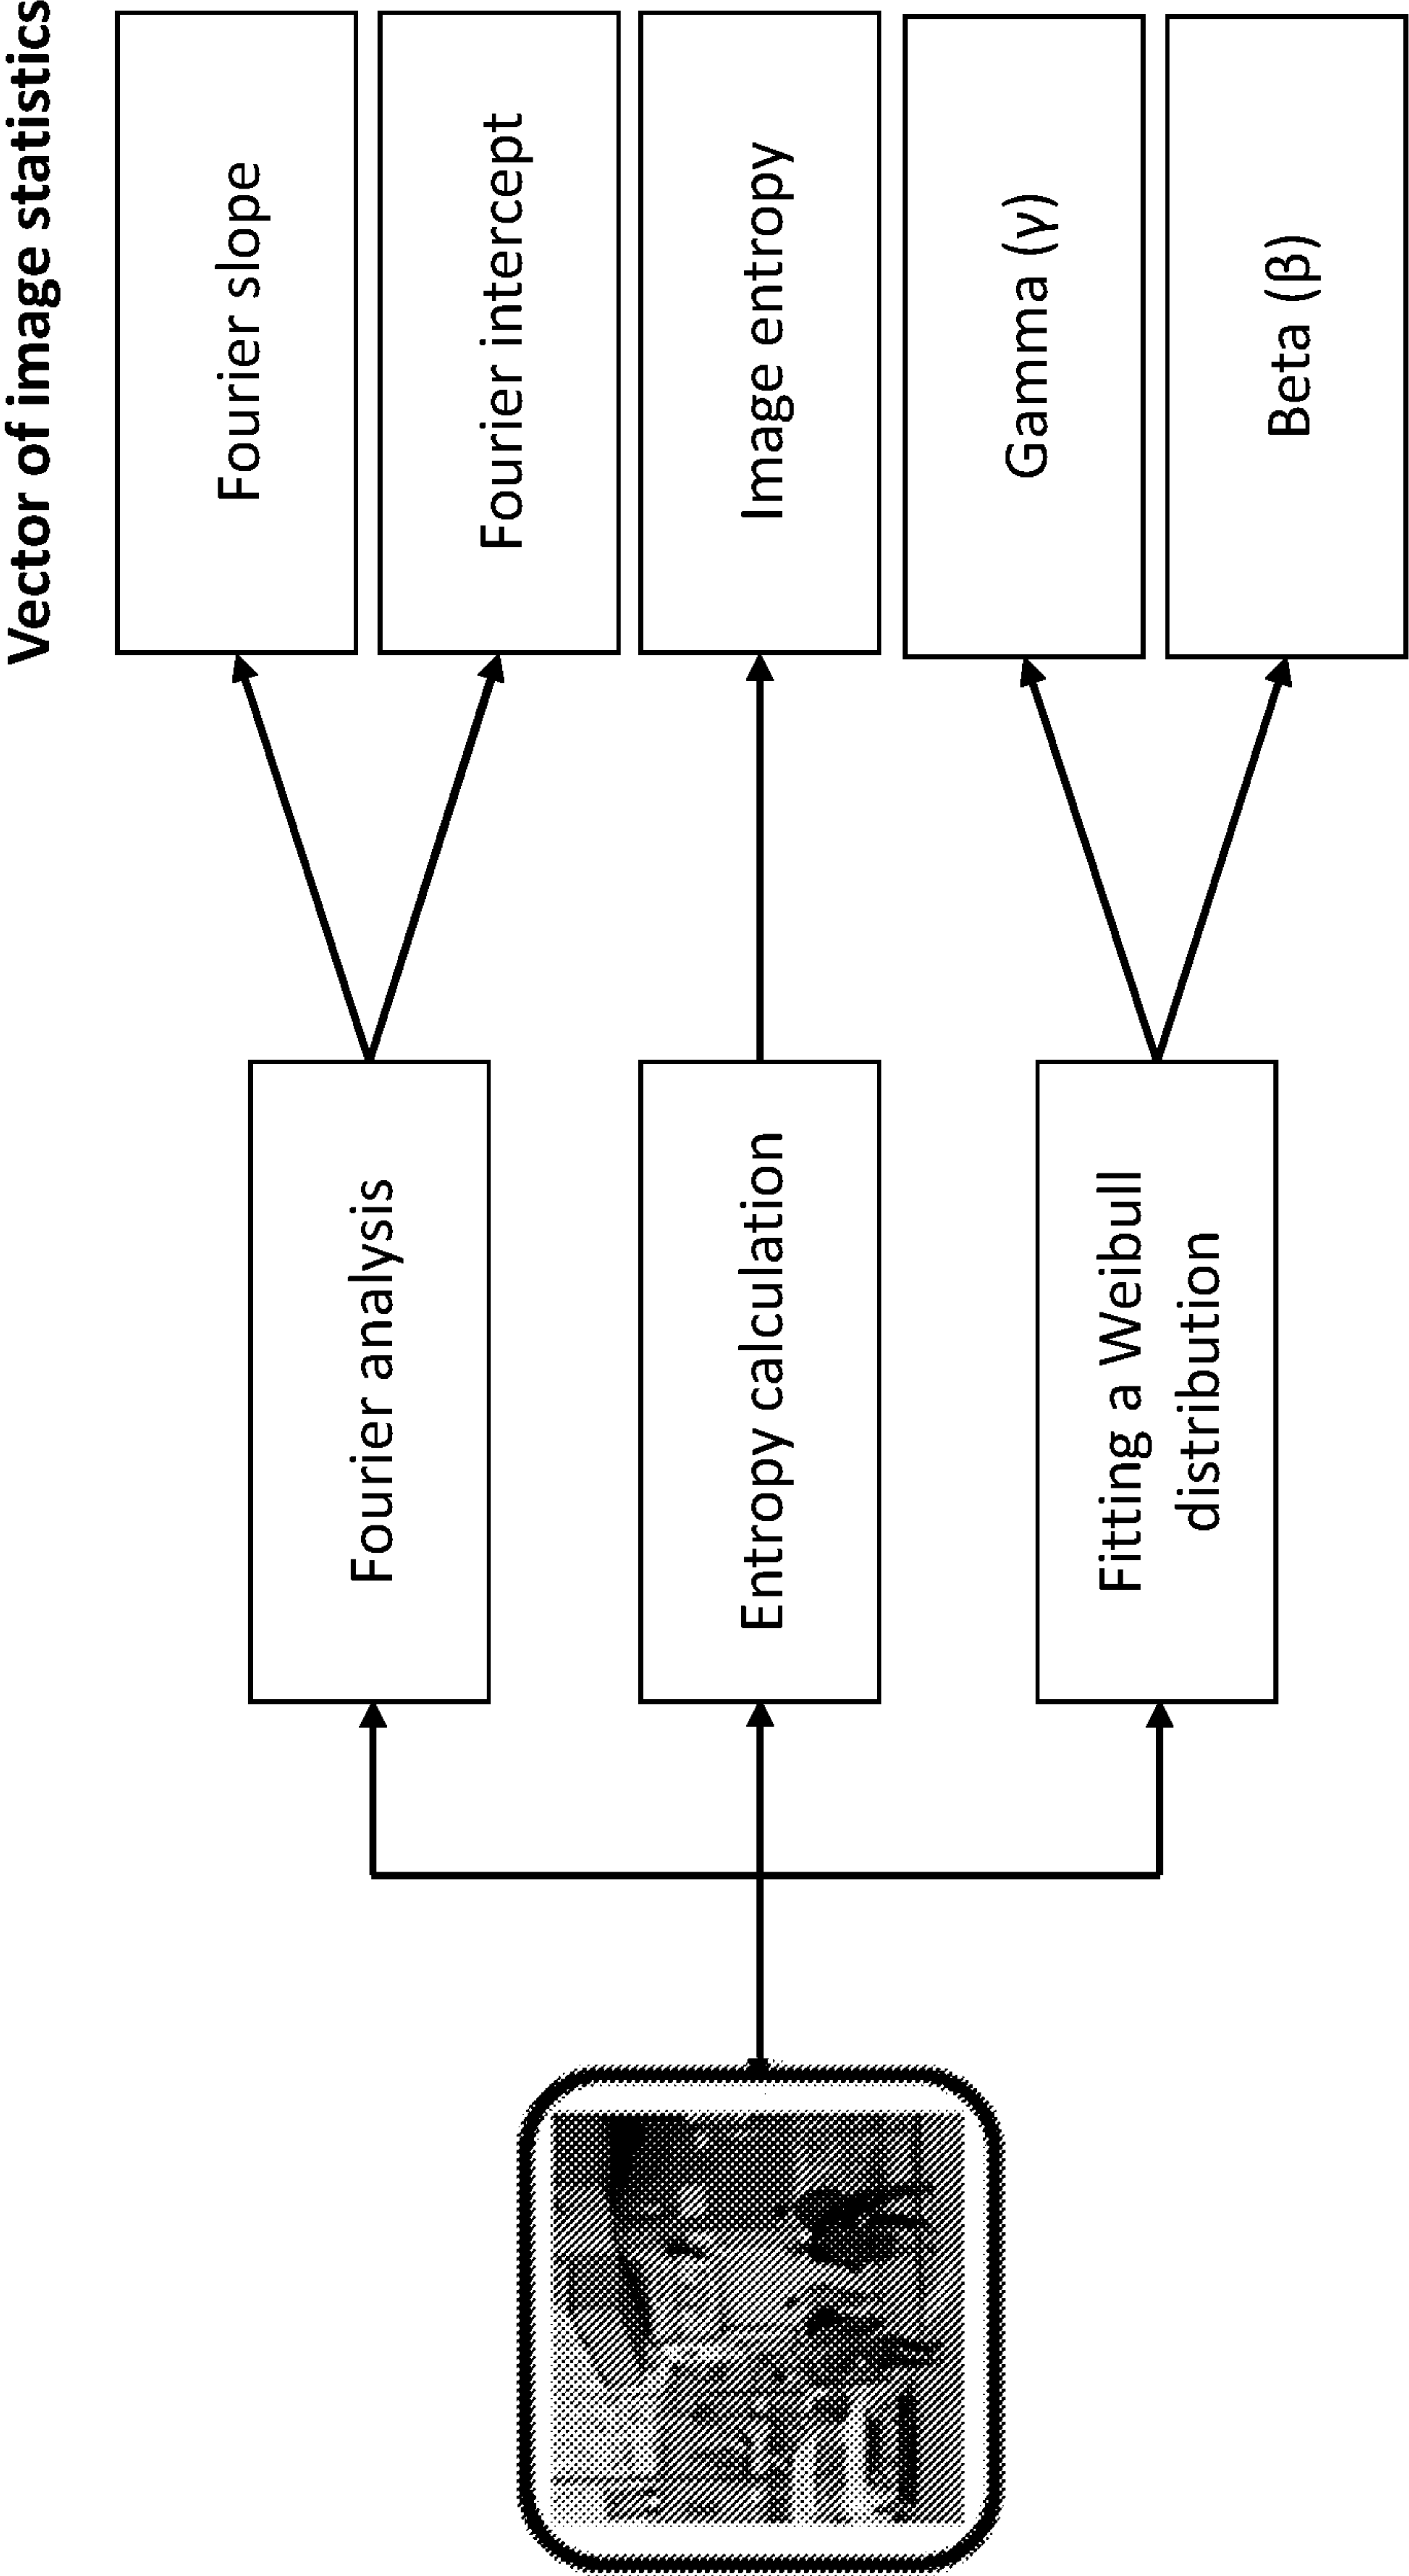 Vector of image statistics
Fourier analysis
Entropy calculation
Fitting a Weibull
distribution
Fourier slope
Fourier intercept
Image entropy
Gamma (γ)
Beta (β)